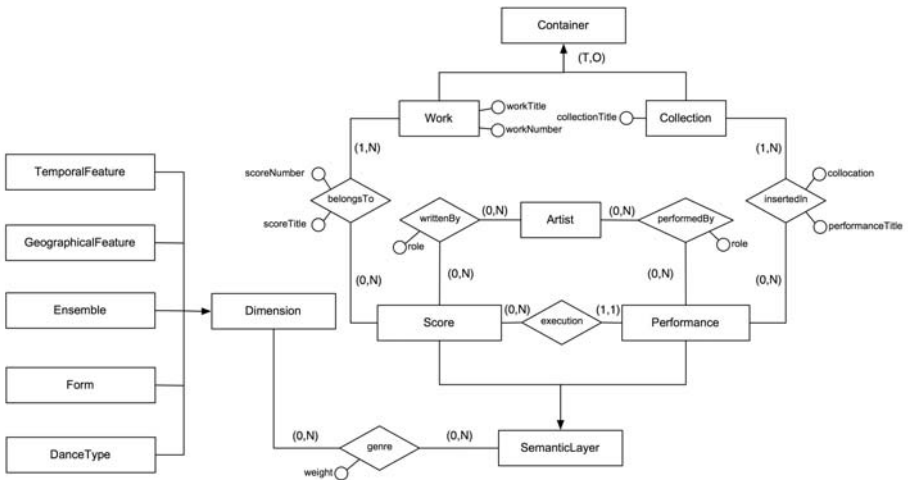 Container
(T,O)
Work
workTitle
workNumber
collectionTitle
Collection
(1,N)
(1,N)
TemporalFeature
scoreNumber
belongsTo
scoreTitle
collocation
insertedIn
performanceTitle
writtenBy
(0,N)
Artist
(0,N)
performedBy
role
role
GeographicalFeature
(0,N)
(0,N)
(0,N)
(0,N)
Ensemble
Dimension
Score
(0,N)
execution
(1,1)
Performance
Form
DanceType
(0,N)
genre
(0,N)
SemanticLayer
weight